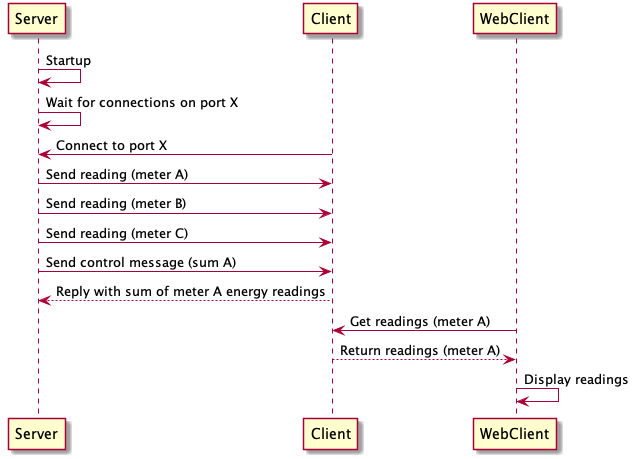 Server Client WebClient
Startup
Wait for connections on port X
Connect to port X
Send reading (meter A)
Send reading (meter B)
Send reading (meter C)
Send control message (sum A)
Reply with sum of meter A energy readings
Get readings (meter A)
Return readings (meter A)
Display readings
Server Client WebClient